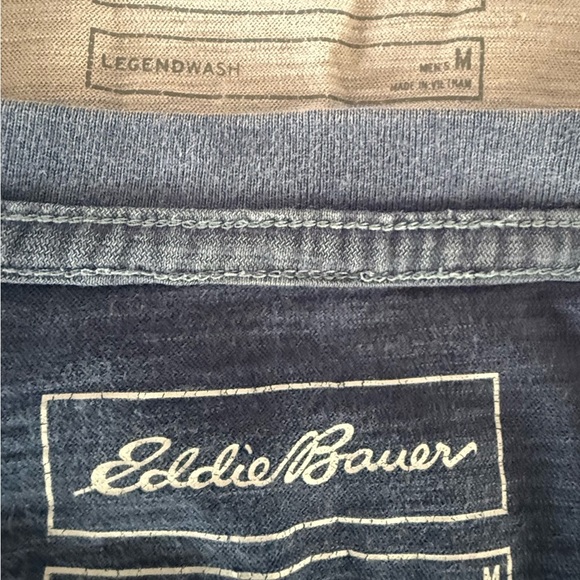 LEGENDWASH
MEN'S M
MADE IN VIETNAM
Eddie Bauer
M